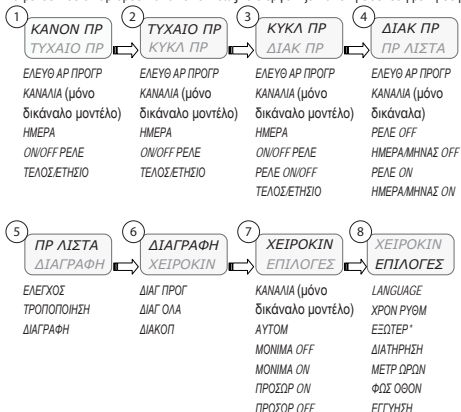 1
ΚΑΝΟΝ ΠΡ
ΤΥΧΑΙΟ ΠΡ
ΕΛΕΥΘ ΑΡ ΠΡΟΓΡ
ΚΑΝΑΛΙΑ (μόνο
δικάναλο μοντέλο)
ΗΜΕΡΑ
ON/OFF ΡΕΛΕ
ΤΕΛΟΣ/ΕΤΗΣΙΟ
2
ΤΥΧΑΙΟ ΠΡ
ΚΥΚΛ ΠΡ
ΕΛΕΥΘ ΑΡ ΠΡΟΓΡ
ΚΑΝΑΛΙΑ (μόνο
δικάναλο μοντέλο)
ΗΜΕΡΑ
ON/OFF ΡΕΛΕ
ΤΕΛΟΣ/ΕΤΗΣΙΟ
3
ΚΥΚΛ ΠΡ
ΔΙΑΚ ΠΡ
ΕΛΕΥΘ ΑΡ ΠΡΟΓΡ
ΚΑΝΑΛΙΑ (μόνο
δικάναλο μοντέλο)
ΗΜΕΡΑ
ON/OFF ΡΕΛΕ
ΡΕΛΕ ON/OFF
ΤΕΛΟΣ/ΕΤΗΣΙΟ
4
ΔΙΑΚ ΠΡ
ΠΡ ΛΙΣΤΑ
ΕΛΕΥΘ ΑΡ ΠΡΟΓΡ
ΚΑΝΑΛΙΑ (μόνο
δικάναλα)
ΡΕΛΕ OFF
ΗΜΕΡΑ/ΜΗΝΑΣ OFF
ΡΕΛΕ ON
ΗΜΕΡΑ/ΜΗΝΑΣ ON
5
ΠΡ ΛΙΣΤΑ
ΔΙΑΓΡΑΦΗ
ΕΛΕΓΧΟΣ
ΤΡΟΠΟΠΟΙΗΣΗ
ΔΙΑΓΡΑΦΗ
6
ΔΙΑΓΡΑΦΗ
ΧΕΙΡΟΚΙΝ
ΔΙΑΓ ΠΡΟΓ
ΔΙΑΓ ΟΛΑ
ΔΙΑΚΟΠ
7
ΧΕΙΡΟΚΙΝ
ΕΠΙΛΟΓΕΣ
ΚΑΝΑΛΙΑ (μόνο
δικάναλο μοντέλο)
ΑΥΤΟΜ
ΜΟΝΙΜΑ OFF
ΜΟΝΙΜΑ ON
ΠΡΟΣΩΡ ON
ΠΡΟΣΩΡ OFF
8
ΧΕΙΡΟΚΙΝ
ΕΠΙΛΟΓΕΣ
LANGUAGE
ΧΡΟΝ ΡΥΘΜ
ΕΞΩΤΕΡ*
ΔΙΑΤΗΡΗΣΗ
ΜΕΤΡ ΩΡΩΝ
ΦΩΣ ΟΘΟΝ
ΕΓΓΥΗΣΗ